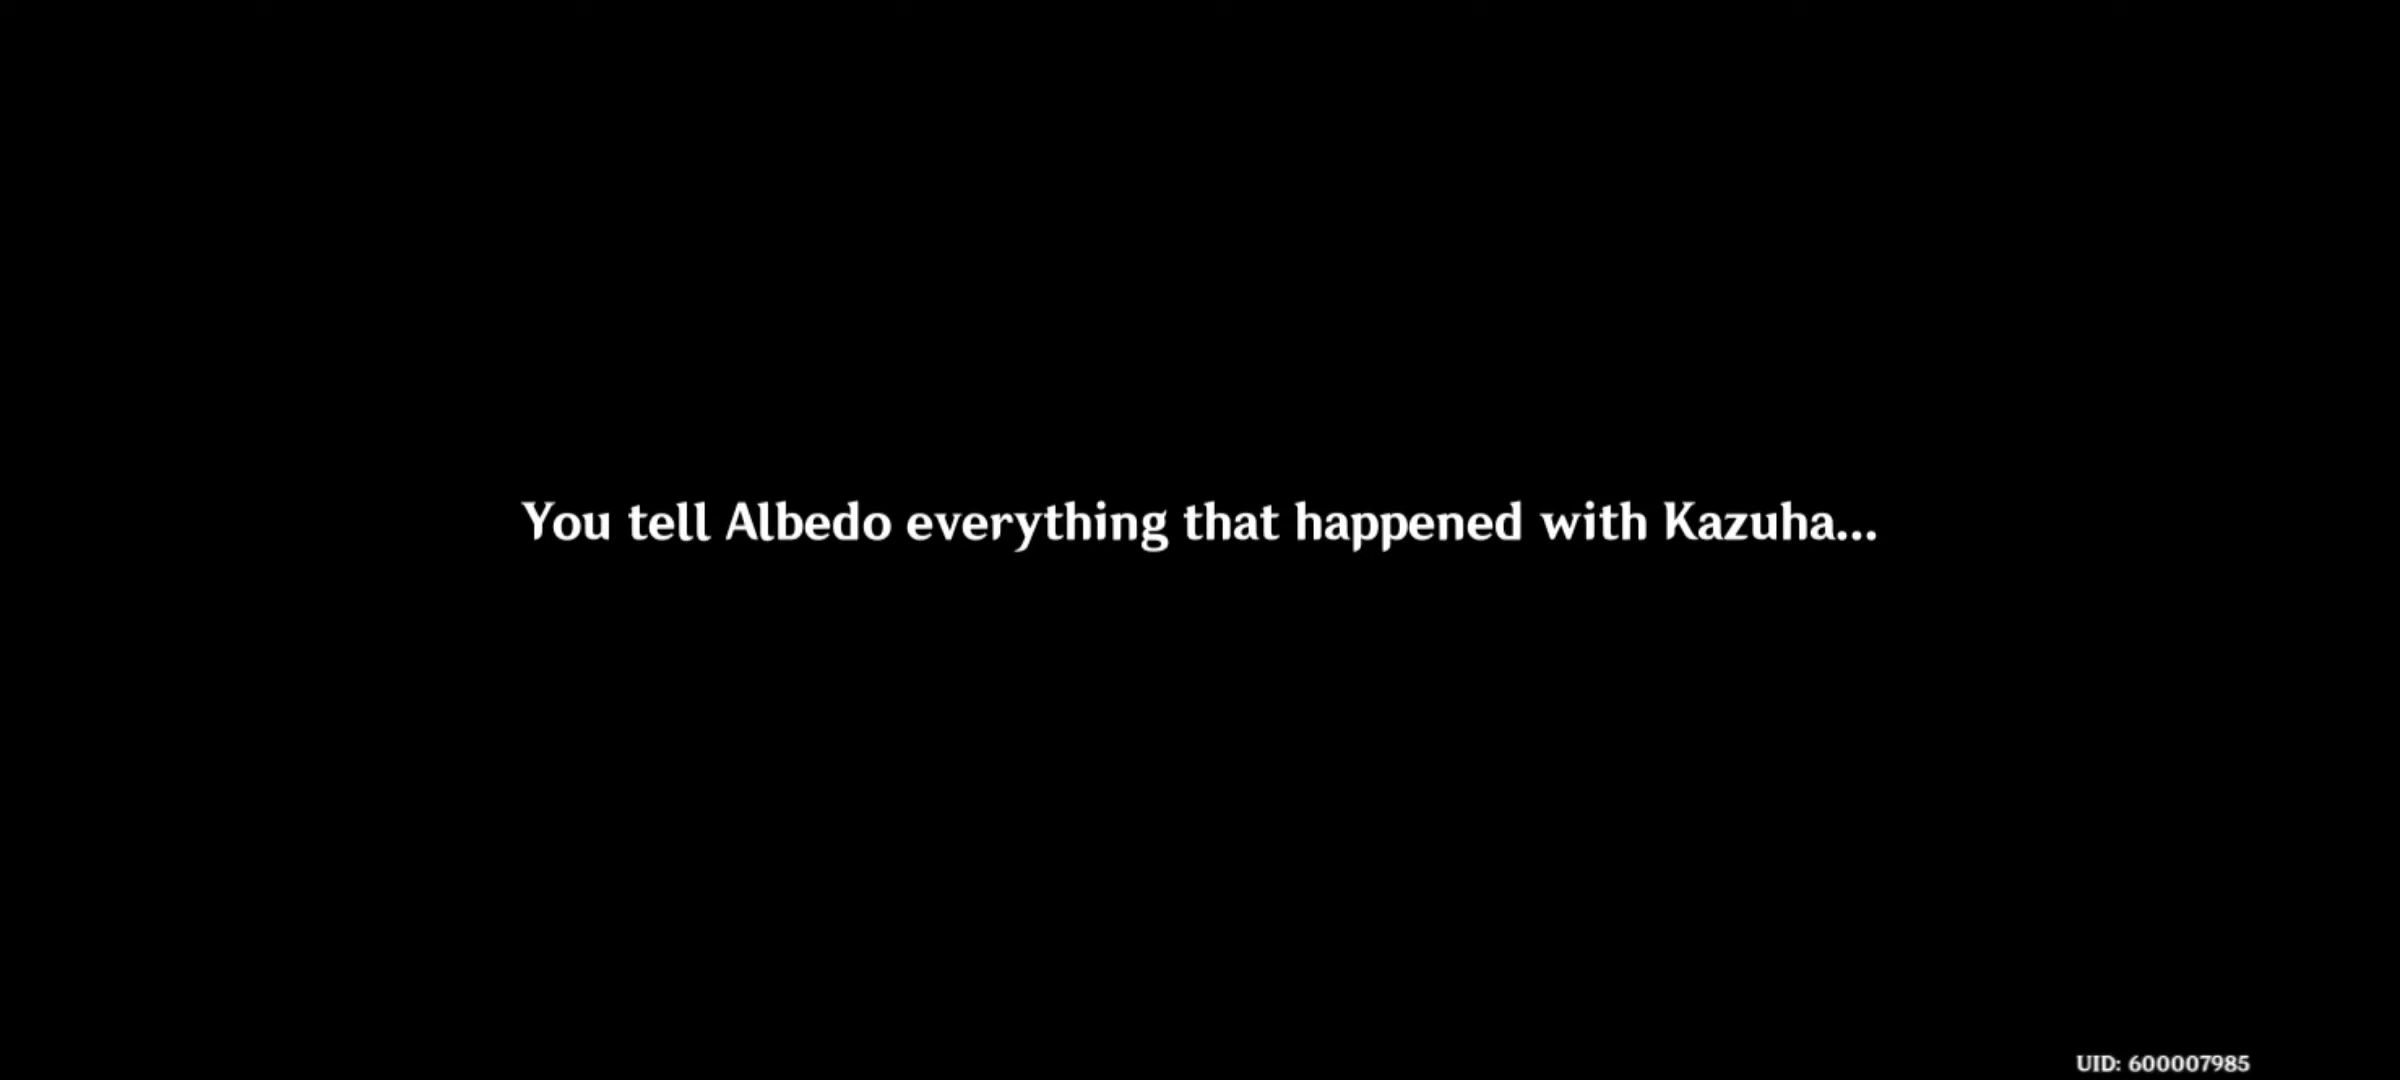 You tell Albedo everything that happened with Kazuha...
UID: 600007985